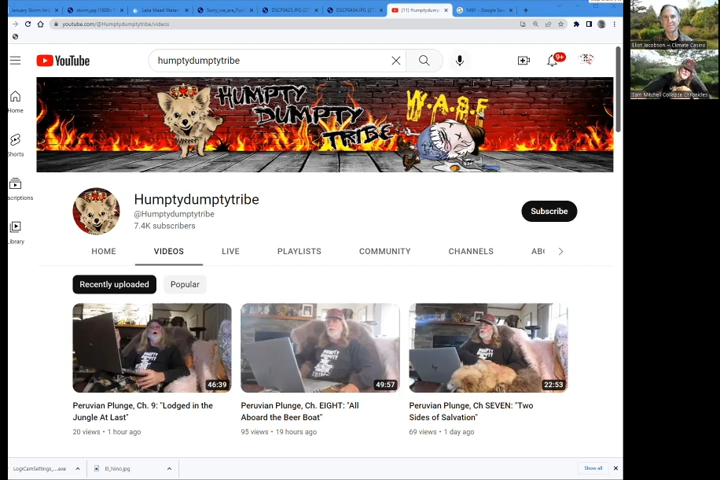 youtube.com/@Humptydumptytribe/videos
YouTube
humptydumptytribe
9+
HUMPTY
DUMPTY
TRIBE
W.A.S.F
Home
Shorts
Library
Humptydumptytribe
@Humptydumptytribe
7.4K subscribers
Subscribe
HOME
VIDEOS
LIVE
PLAYLISTS
COMMUNITY
CHANNELS
Recently uploaded
Popular
46:39
49:57
22:53
Peruvian Plunge, Ch. 9: "Lodged in the
Jungle At Last"
20 views • 1 hour ago
Peruvian Plunge, Ch. EIGHT: "All
Aboard the Beer Boat"
95 views • 19 hours ago
Peruvian Plunge, Ch SEVEN: "Two
Sides of Salvation"
69 views • 1 day ago
El_Nino.jpg
Show all
Eliot Jacobson – Climate Casino
Sam Mitchell Collapse Chronicles